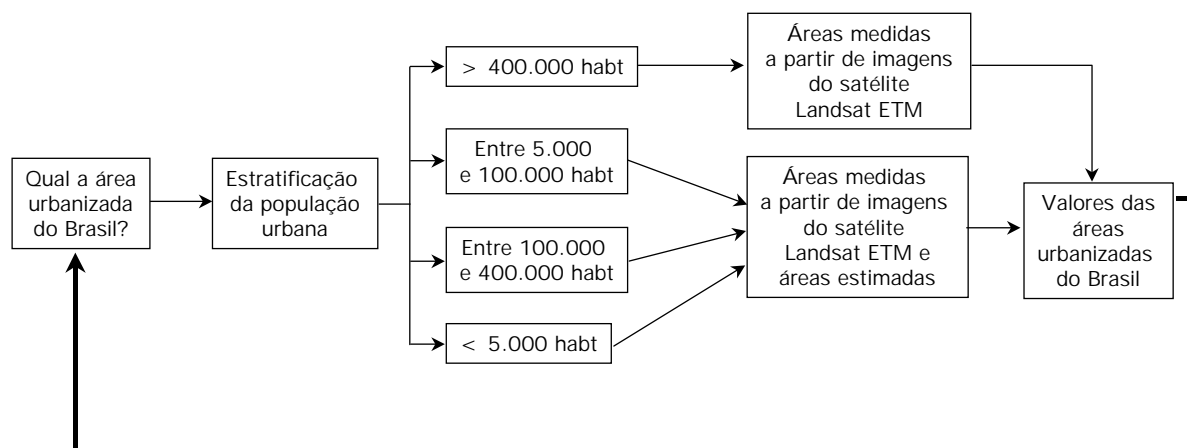 Qual a área
urbanizada
do Brasil?
Estratificação
da população
urbana
> 400.000 habt
Entre 5.000
e 100.000 habt
Entre 100.000
e 400.000 habt
< 5.000 habt
Áreas medidas
a partir de imagens
do satélite
Landsat ETM
Áreas medidas
a partir de imagens
do satélite
Landsat ETM e
áreas estimadas
Valores das
áreas
urbanizadas
do Brasil